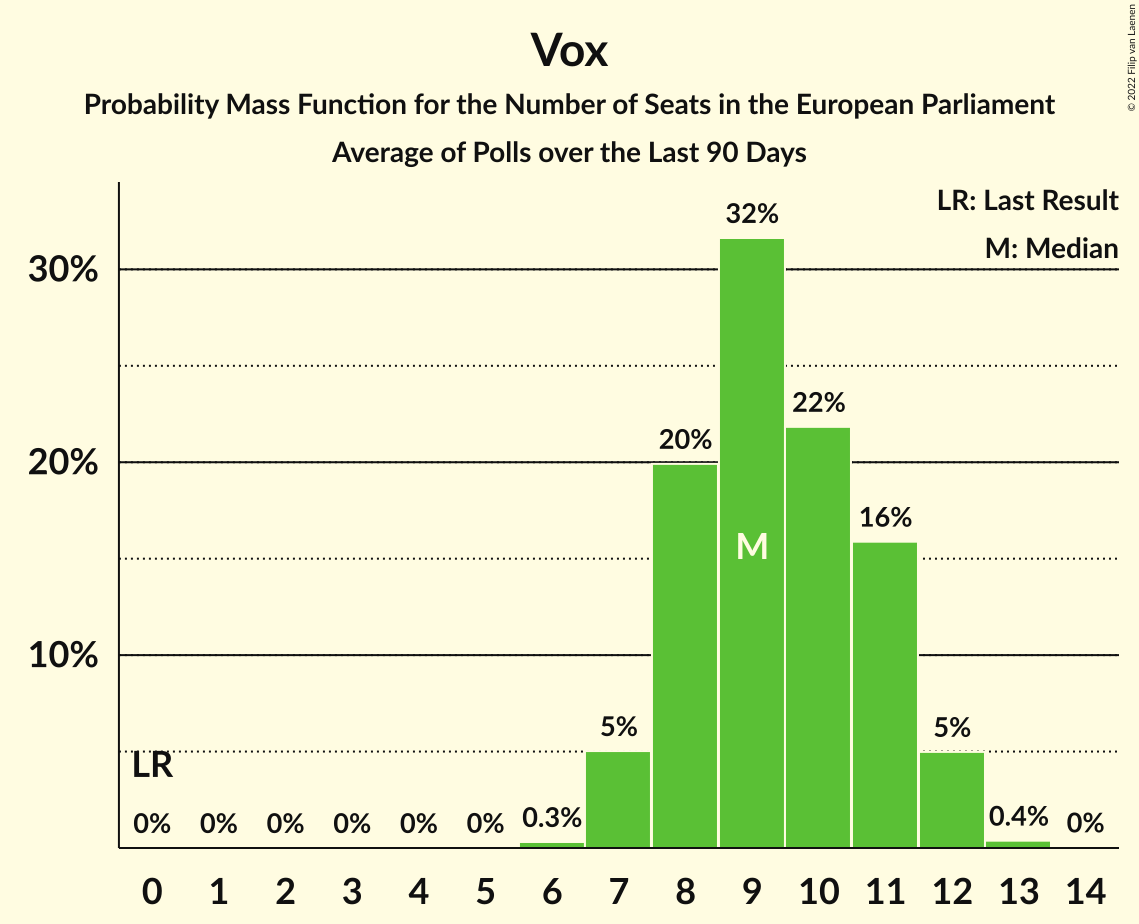 Vox
Probability Mass Function for the Number of Seats in the European Parliament
Average of Polls over the Last 90 Days
© 2022 Filip van Laenen
LR: Last Result
M: Median
30%
20%
10%
LR
M
0% 0% 0% 0% 0% 0% 0.3% 5% 20% 32% 22% 16% 5% 0.4% 0%
0 1 2 3 4 5 6 7 8 9 10 11 12 13 14